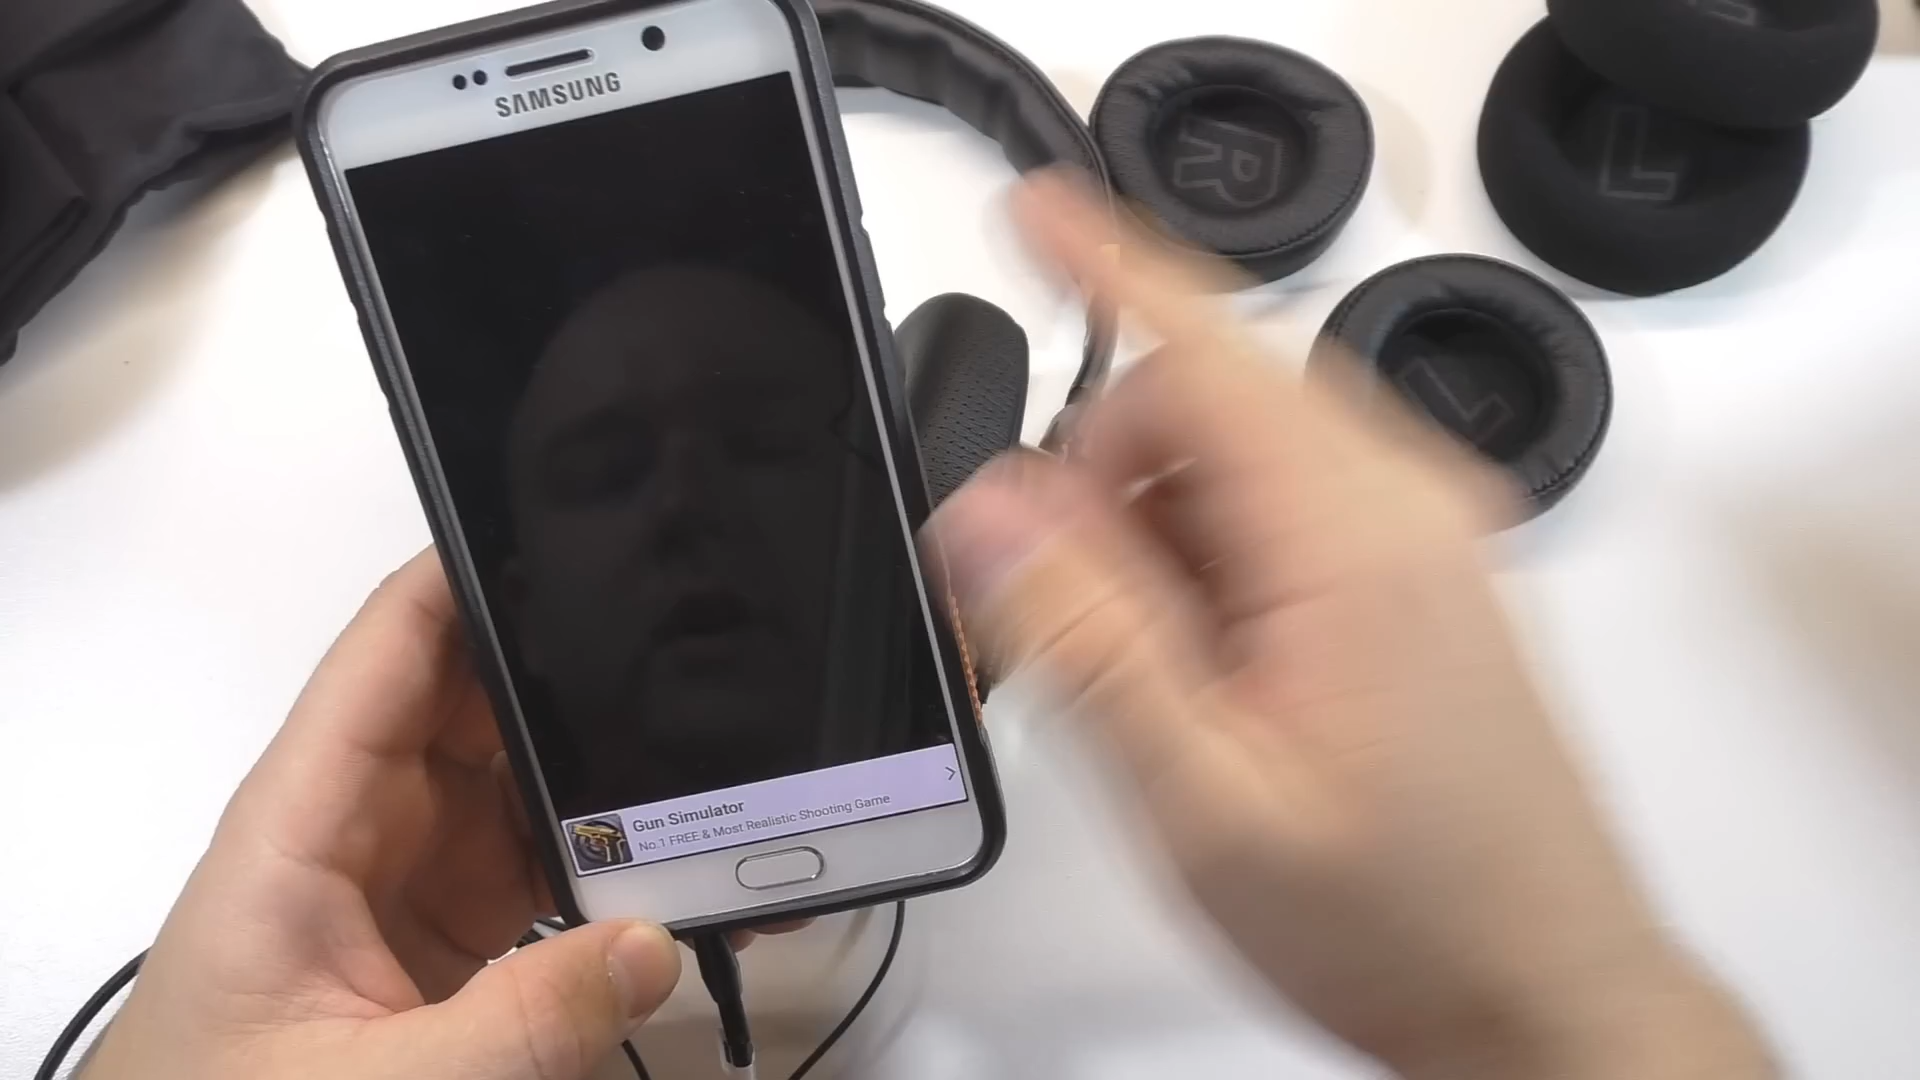 SAMSUNG
R
L
L
Gun Simulator
No.1 FREE & Most Realistic Shooting Game